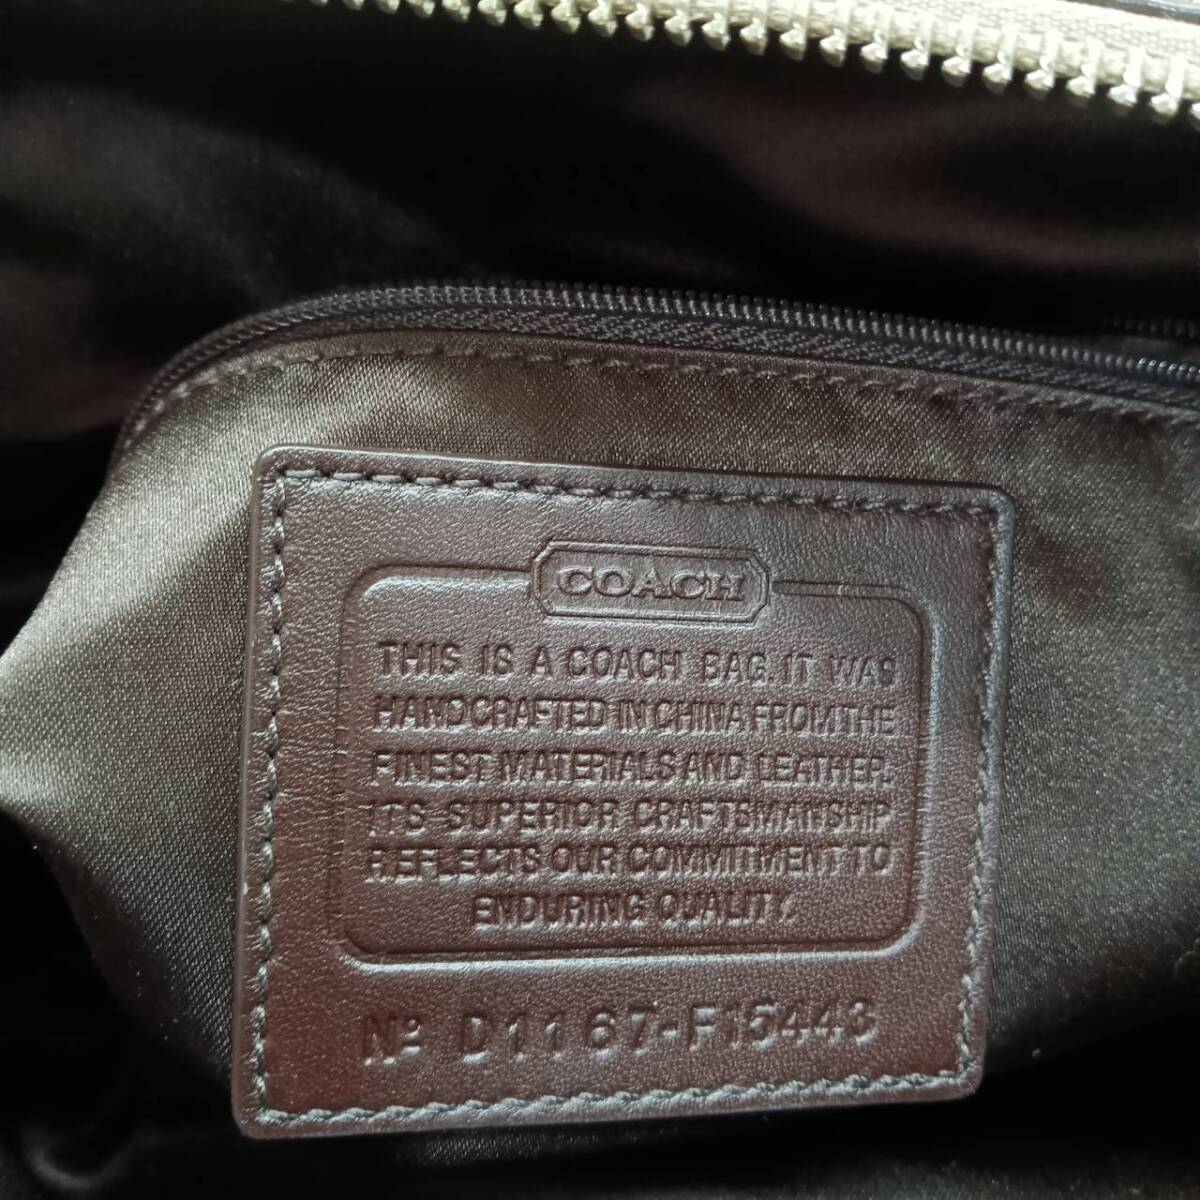 COACH
THIS IS A COACH BAG. IT WAS
HANDCRAFTED IN CHINA FROM THE
FINEST MATERIALS AND LEATHER.
ITS SUPERIOR CRAFTSMANSHIP
REFLECTS OUR COMMITMENT TO
ENDURING QUALITY.
Nº D1167-F15443